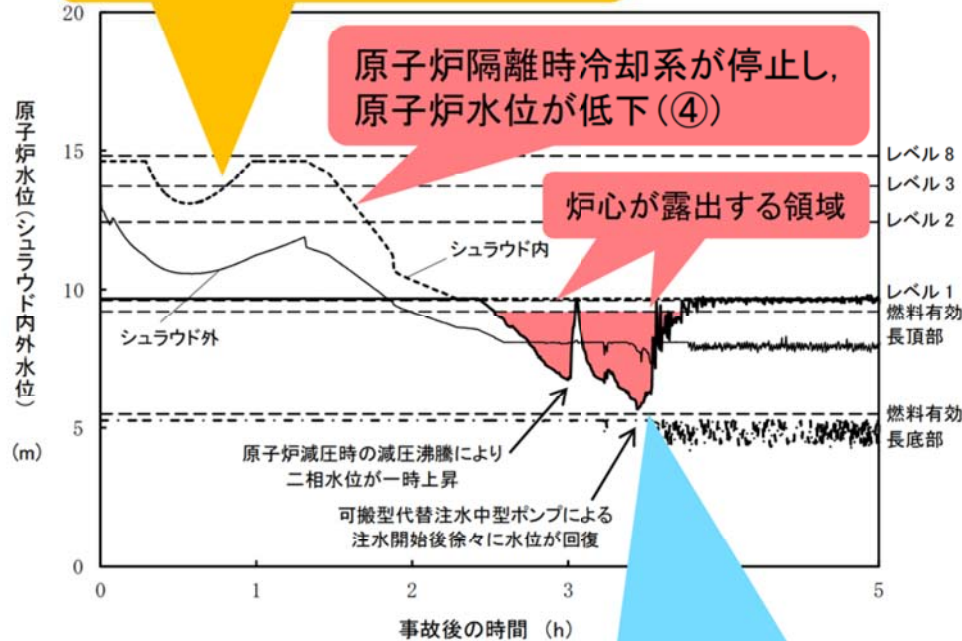 20
原子炉隔離時冷却系が停止し,
原子炉水位が低下(④)
原子炉水位(シュラウド内外水位)
(m)
15
レベル8
レベル3
炉心が露出する領域
レベル2
シュラウド内
10
レベル1
燃料有効
長頂部
シュラウド外
5
燃料有効
長底部
原子炉減圧時の減圧沸騰により
二相水位が一時上昇
可搬型代替注水中型ポンプによる
注水開始後徐々に水位が回復
0
0 1 2 3 4 5
事故後の時間 (h)